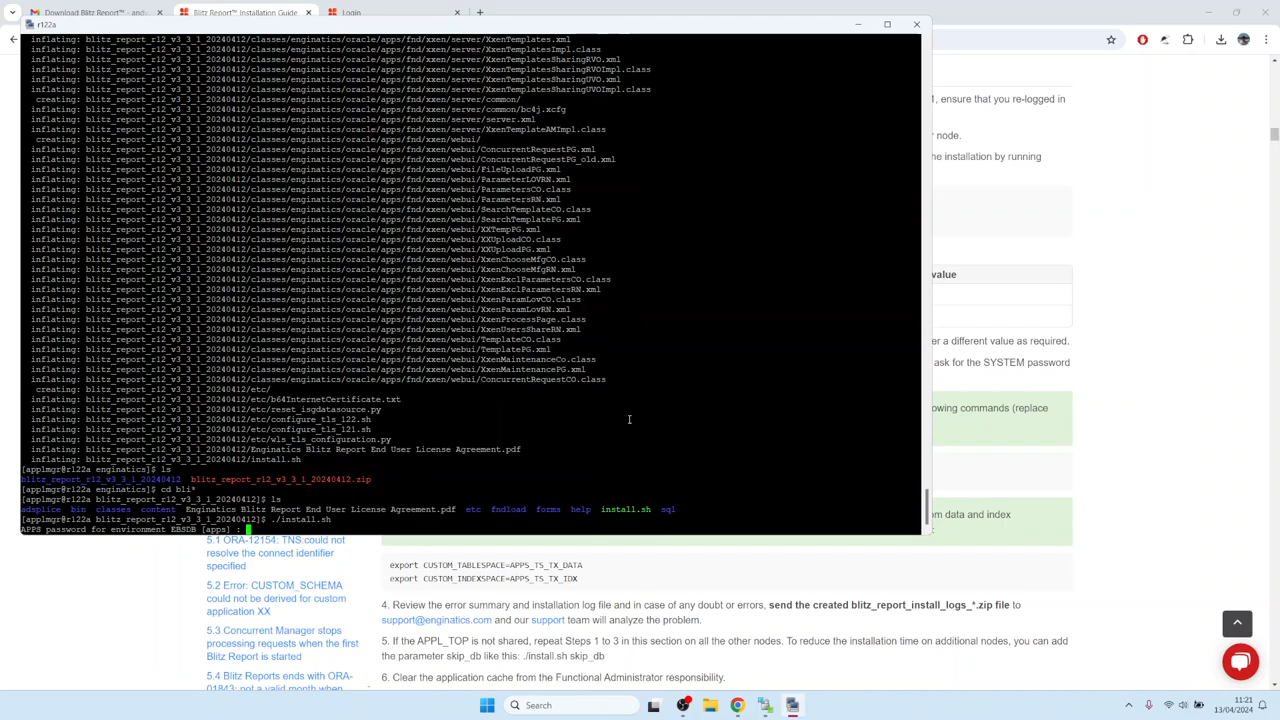 Download Blitz Report™ -
Blitz Report™ Installation Guide
Login
r122a
inflating: blitz_report_r12_v3_3_1_20240412/classes/enginatics/oracle/apps/fnd/xxen/server/XxenTemplates.xml
inflating: blitz_report_r12_v3_3_1_20240412/classes/enginatics/oracle/apps/fnd/xxen/server/XxenTemplatesImpl.class
inflating: blitz_report_r12_v3_3_1_20240412/classes/enginatics/oracle/apps/fnd/xxen/server/XxenTemplatesSharingRVO.xml
inflating: blitz_report_r12_v3_3_1_20240412/classes/enginatics/oracle/apps/fnd/xxen/server/XxenTemplatesSharingRVOImpl.class
inflating: blitz_report_r12_v3_3_1_20240412/classes/enginatics/oracle/apps/fnd/xxen/server/XxenTemplatesSharingUVO.xml
inflating: blitz_report_r12_v3_3_1_20240412/classes/enginatics/oracle/apps/fnd/xxen/server/XxenTemplatesSharingUVOImpl.class
creating: blitz_report_r12_v3_3_1_20240412/classes/enginatics/oracle/apps/fnd/xxen/server/common/
inflating: blitz_report_r12_v3_3_1_20240412/classes/enginatics/oracle/apps/fnd/xxen/server/common/bc4j.xcfg
inflating: blitz_report_r12_v3_3_1_20240412/classes/enginatics/oracle/apps/fnd/xxen/server/server.xml
inflating: blitz_report_r12_v3_3_1_20240412/classes/enginatics/oracle/apps/fnd/xxen/server/XxenTemplateAMImpl.class
creating: blitz_report_r12_v3_3_1_20240412/classes/enginatics/oracle/apps/fnd/xxen/webui/
inflating: blitz_report_r12_v3_3_1_20240412/classes/enginatics/oracle/apps/fnd/xxen/webui/ConcurrentRequestPG.xml
inflating: blitz_report_r12_v3_3_1_20240412/classes/enginatics/oracle/apps/fnd/xxen/webui/ConcurrentRequestPG_old.xml
inflating: blitz_report_r12_v3_3_1_20240412/classes/enginatics/oracle/apps/fnd/xxen/webui/FileUploadPG.xml
inflating: blitz_report_r12_v3_3_1_20240412/classes/enginatics/oracle/apps/fnd/xxen/webui/ParameterLOVRN.xml
inflating: blitz_report_r12_v3_3_1_20240412/classes/enginatics/oracle/apps/fnd/xxen/webui/ParametersCO.class
inflating: blitz_report_r12_v3_3_1_20240412/classes/enginatics/oracle/apps/fnd/xxen/webui/ParametersRN.xml
inflating: blitz_report_r12_v3_3_1_20240412/classes/enginatics/oracle/apps/fnd/xxen/webui/SearchTemplateCO.class
inflating: blitz_report_r12_v3_3_1_20240412/classes/enginatics/oracle/apps/fnd/xxen/webui/SearchTemplatePG.xml
inflating: blitz_report_r12_v3_3_1_20240412/classes/enginatics/oracle/apps/fnd/xxen/webui/XXTempPG.xml
inflating: blitz_report_r12_v3_3_1_20240412/classes/enginatics/oracle/apps/fnd/xxen/webui/XXUploadCO.class
inflating: blitz_report_r12_v3_3_1_20240412/classes/enginatics/oracle/apps/fnd/xxen/webui/XXUploadPG.xml
inflating: blitz_report_r12_v3_3_1_20240412/classes/enginatics/oracle/apps/fnd/xxen/webui/XxenChooseMfgCO.class
inflating: blitz_report_r12_v3_3_1_20240412/classes/enginatics/oracle/apps/fnd/xxen/webui/XxenChooseMfgRN.xml
inflating: blitz_report_r12_v3_3_1_20240412/classes/enginatics/oracle/apps/fnd/xxen/webui/XxenExclParametersCO.class
inflating: blitz_report_r12_v3_3_1_20240412/classes/enginatics/oracle/apps/fnd/xxen/webui/XxenExclParametersRN.xml
inflating: blitz_report_r12_v3_3_1_20240412/classes/enginatics/oracle/apps/fnd/xxen/webui/XxenParamLovCO.class
inflating: blitz_report_r12_v3_3_1_20240412/classes/enginatics/oracle/apps/fnd/xxen/webui/XxenParamLovRN.xml
inflating: blitz_report_r12_v3_3_1_20240412/classes/enginatics/oracle/apps/fnd/xxen/webui/XxenProcessPage.class
inflating: blitz_report_r12_v3_3_1_20240412/classes/enginatics/oracle/apps/fnd/xxen/webui/XxenUsersShareRN.xml
inflating: blitz_report_r12_v3_3_1_20240412/classes/enginatics/oracle/apps/fnd/xxen/webui/TemplateCO.class
inflating: blitz_report_r12_v3_3_1_20240412/classes/enginatics/oracle/apps/fnd/xxen/webui/TemplatePG.xml
inflating: blitz_report_r12_v3_3_1_20240412/classes/enginatics/oracle/apps/fnd/xxen/webui/XxenMaintenanceCo.class
inflating: blitz_report_r12_v3_3_1_20240412/classes/enginatics/oracle/apps/fnd/xxen/webui/XxenMaintenancePG.xml
inflating: blitz_report_r12_v3_3_1_20240412/classes/enginatics/oracle/apps/fnd/xxen/webui/ConcurrentRequestCO.class
creating: blitz_report_r12_v3_3_1_20240412/etc/
inflating: blitz_report_r12_v3_3_1_20240412/etc/b64InternetCertificate.txt
inflating: blitz_report_r12_v3_3_1_20240412/etc/reset_isgdatasource.py
inflating: blitz_report_r12_v3_3_1_20240412/etc/configure_tls_122.sh
inflating: blitz_report_r12_v3_3_1_20240412/etc/configure_tls_121.sh
inflating: blitz_report_r12_v3_3_1_20240412/etc/wls_tls_configuration.py
inflating: blitz_report_r12_v3_3_1_20240412/Enginatics Blitz Report End User License Agreement.pdf
inflating: blitz_report_r12_v3_3_1_20240412/install.sh
[applmgr@r122a enginatics]$ ls
blitz_report_r12_v3_3_1_20240412 blitz_report_r12_v3_3_1_20240412.zip
[applmgr@r122a enginatics]$ cd bli*
[applmgr@r122a blitz_report_r12_v3_3_1_20240412]$ ls
adsplice bin classes content Enginatics Blitz Report End User License Agreement.pdf etc fndload forms help install.sh sql
[applmgr@r122a blitz_report_r12_v3_3_1_20240412]$ ./install.sh
APPS password for environment EBSDB [apps] :
1, ensure that you re-logged in
r node.
he installation by running
value
er a different value as required.
ask for the SYSTEM password
owing commands (replace
om data and index
5.1 ORA-12154: TNS:could not
resolve the connect identifier
specified
5.2 Error: CUSTOM_SCHEMA
could not be derived for custom
application XX
5.3 Concurrent Manager stops
processing requests when the first
Blitz Report is started
5.4 Blitz Reports ends with ORA-
01843: not a valid month when
export CUSTOM_TABLESPACE=APPS_TS_TX_DATA
export CUSTOM_INDEXSPACE=APPS_TS_TX_IDX
4. Review the error summary and installation log file and in case of any doubt or errors, send the created blitz_report_install_logs_*.zip file to
support@enginatics.com and our support team will analyze the problem.
5. If the APPL_TOP is not shared, repeat Steps 1 to 3 in this section on all the other nodes. To reduce the installation time on additional nodes, you can add
the parameter skip_db like this: ./install.sh skip_db
6. Clear the application cache from the Functional Administrator responsibility.
Search
11:21
13/04/2024